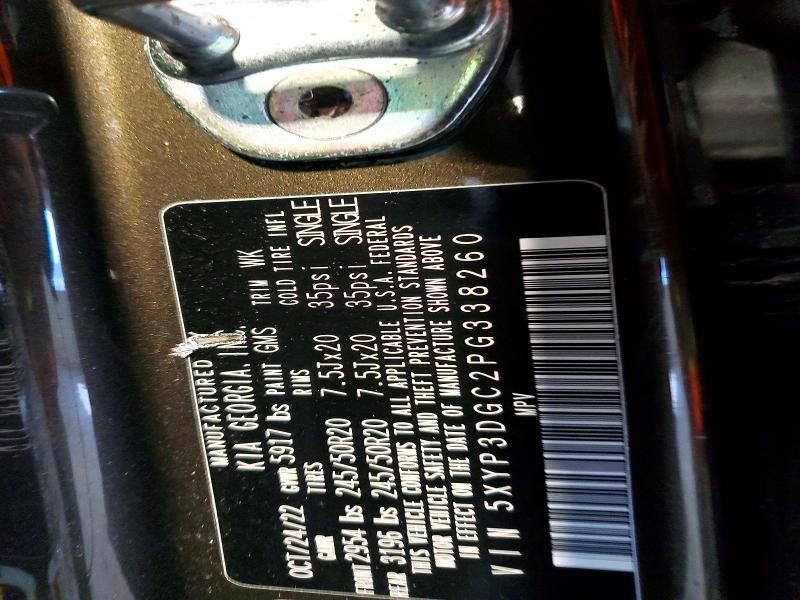 MANUFACTURED
KIA GEORGIA, INC.
OCT/24/22 GWR 5917 lbs PAINT GMS TRIM WK
GWR TIRES RIMS COLD TIRE INFL
FRONT 2954 lbs 245/50R20 7.5Jx20 35psi SINGLE
REAR 3196 lbs 245/50R20 7.5Jx20 35psi SINGLE
THIS VEHICLE CONFORMS TO ALL APPLICABLE U.S.A. FEDERAL
MOTOR VEHICLE SAFETY AND THEFT PREVENTION STANDARDS
IN EFFECT ON THE DATE OF MANUFACTURE SHOWN ABOVE
VIN 5XYP3DGC2PG338260
MPV